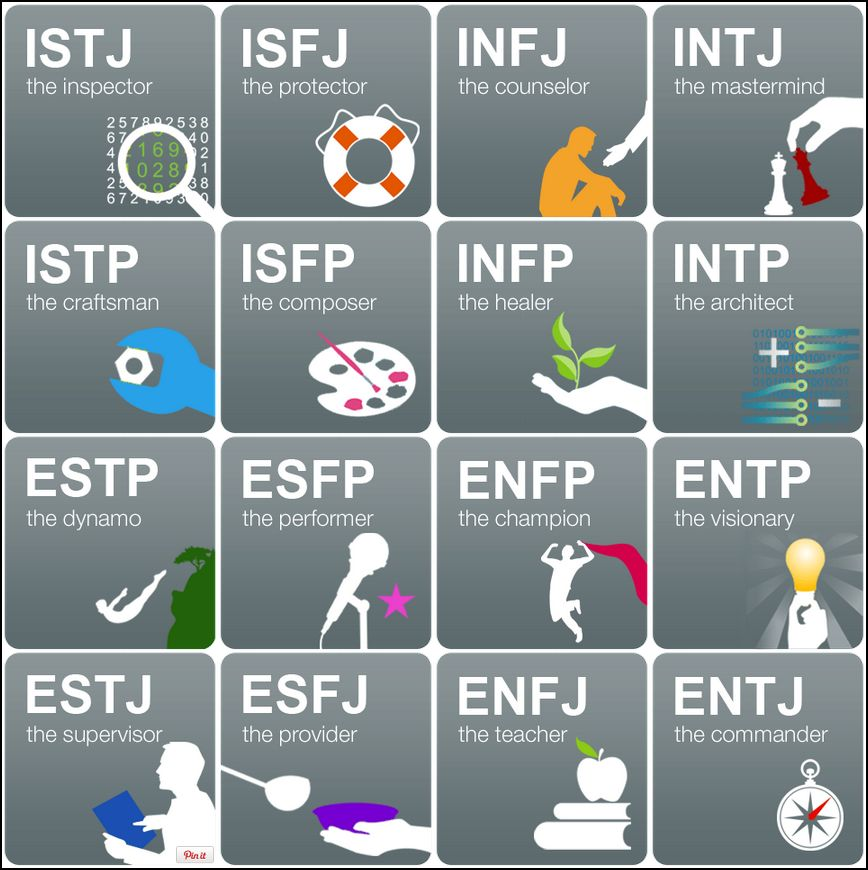 ISTJ
the inspector
257892538
ISFJ
the protector
INFJ
the counselor
INTJ
the mastermind
ISTP
the craftsman
ISFP
the composer
INFP
the healer
INTP
the architect
ESTP
the dynamo
ESFP
the performer
ENFP
the champion
ENTP
the visionary
ESTJ
the supervisor
Pin it
ESFJ
the provider
ENFJ
the teacher
ENTJ
the commander